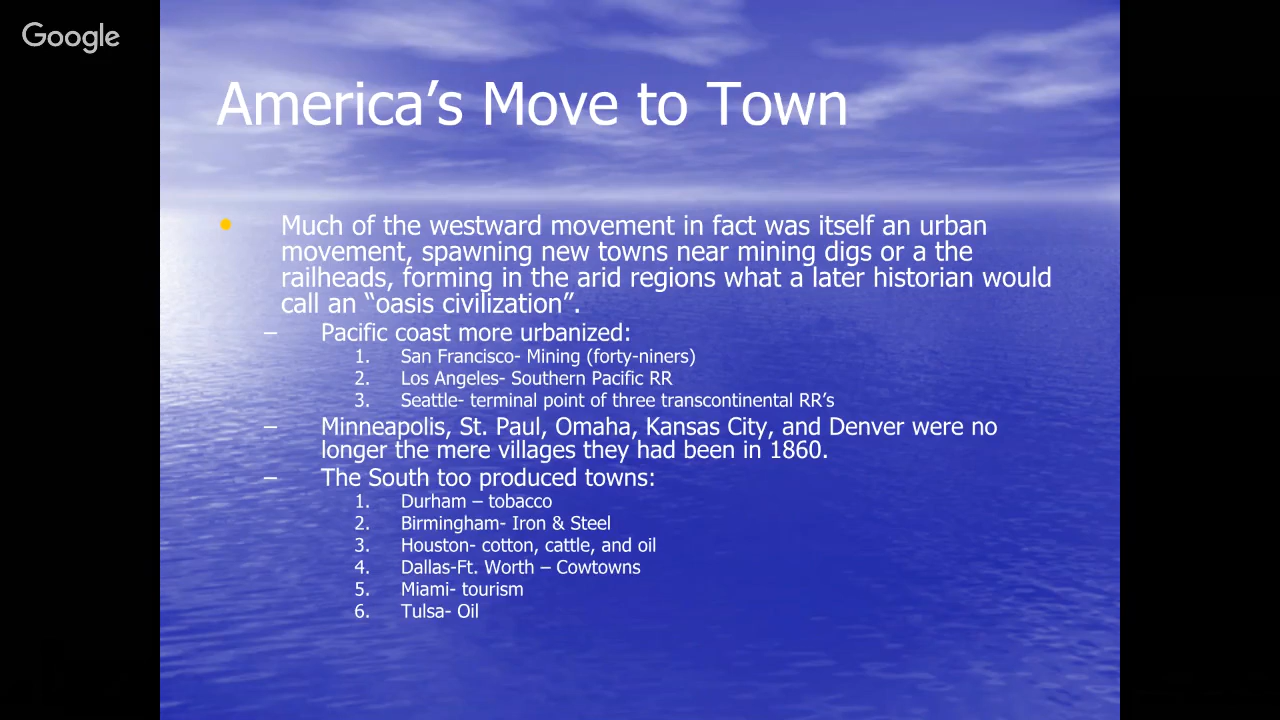 Google
America’s Move to Town
• Much of the westward movement in fact was itself an urban
movement, spawning new towns near mining digs or a the
railheads, forming in the arid regions what a later historian would
call an “oasis civilization”.
– Pacific coast more urbanized:
1. San Francisco- Mining (forty-niners)
2. Los Angeles- Southern Pacific RR
3. Seattle- terminal point of three transcontinental RR’s
– Minneapolis, St. Paul, Omaha, Kansas City, and Denver were no
longer the mere villages they had been in 1860.
– The South too produced towns:
1. Durham – tobacco
2. Birmingham- Iron & Steel
3. Houston- cotton, cattle, and oil
4. Dallas-Ft. Worth – Cowtowns
5. Miami- tourism
6. Tulsa- Oil